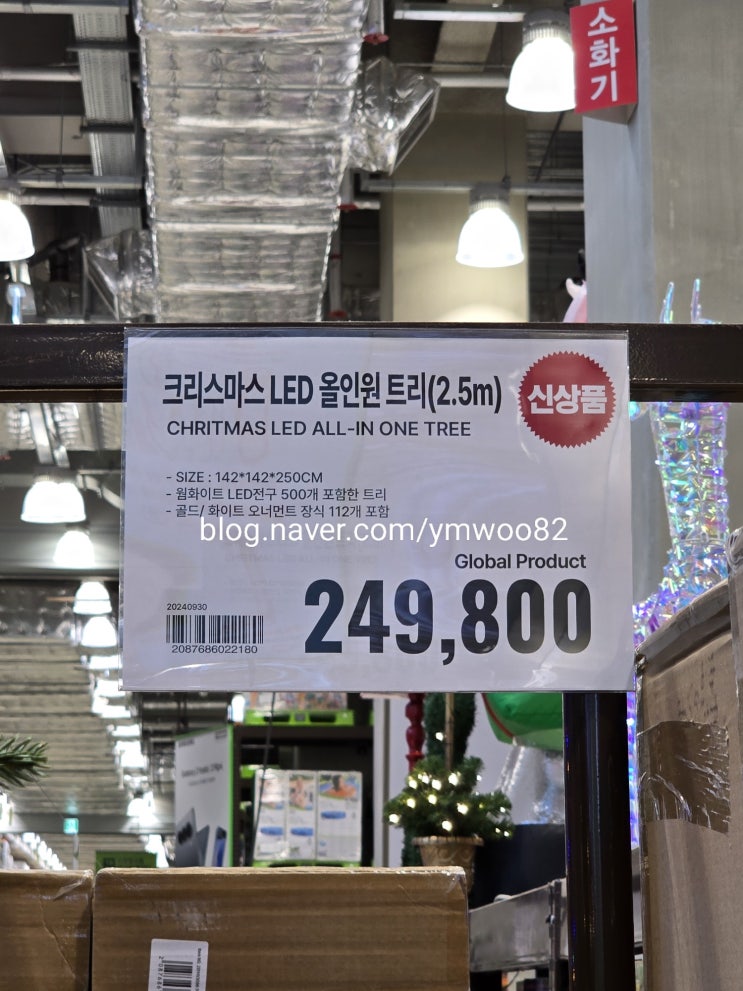 소화기
크리스마스 LED 올인원 트리(2.5m)
신상품
CHRITMAS LED ALL-IN ONE TREE
- SIZE : 142*142*250CM
- 웜화이트 LED전구 500개 포함한 트리
- 골드/ 화이트 오너먼트 장식 112개 포함
blog.naver.com/ymwoo82
Global Product
249,800
20240930
2087686022180